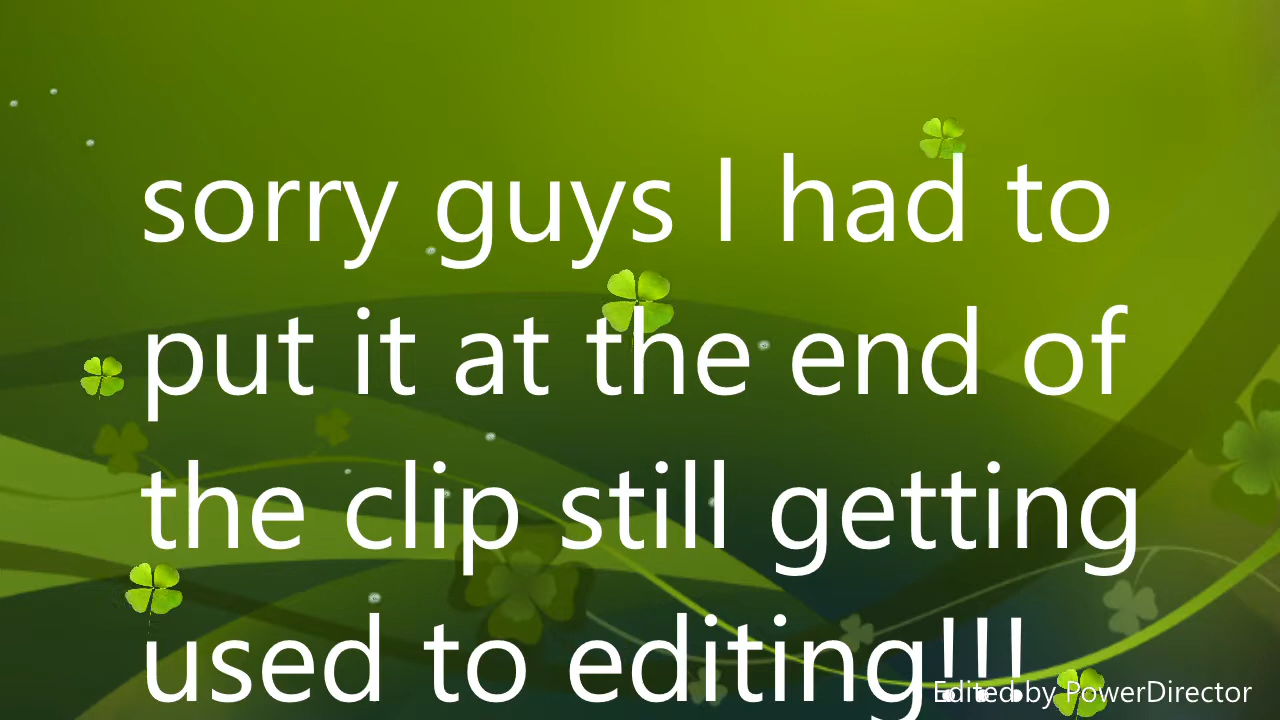 sorry guys I had to
put it at the end of
the clip still getting
used to editing!!!
Edited by PowerDirector